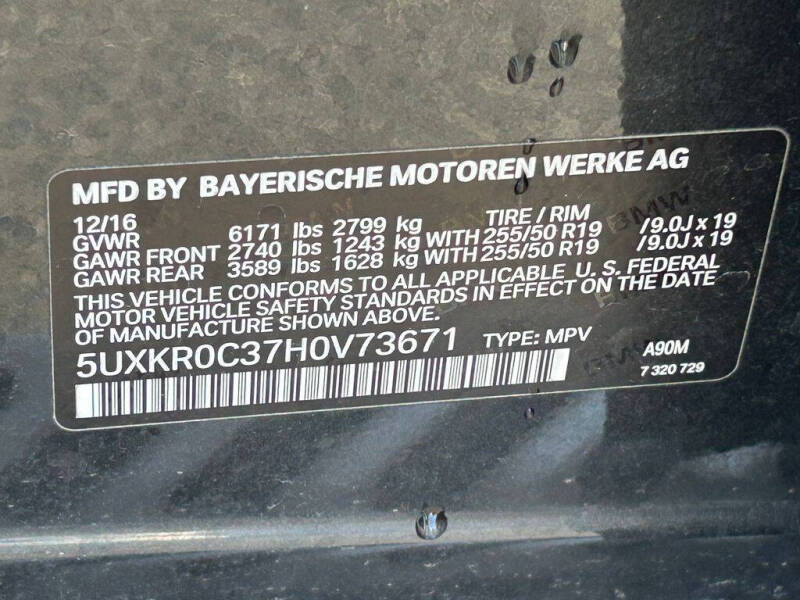 MFD BY BAYERISCHE MOTOREN WERKE AG
12/16 TIRE / RIM
GVWR 6171 lbs 2799 kg
GAWR FRONT 2740 lbs 1243 kg WITH 255/50 R19 /9.0J x 19
GAWR REAR 3589 lbs 1628 kg WITH 255/50 R19 /9.0J x 19
THIS VEHICLE CONFORMS TO ALL APPLICABLE U. S. FEDERAL
MOTOR VEHICLE SAFETY STANDARDS IN EFFECT ON THE DATE
OF MANUFACTURE SHOWN ABOVE.
5UXKR0C37H0V73671 TYPE: MPV A90M
7 320 729
BMW